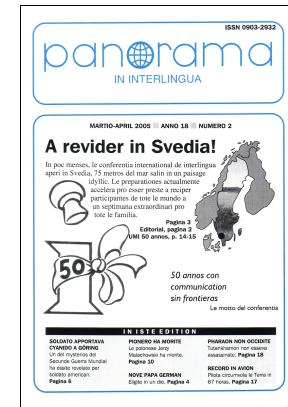 ISSN 0903-2932
panorama
IN INTERLINGUA
MARTIO-APRIL 2005 ANNO 18 NUMERO 2
A revider in Svedia!
In poc menses, le conferentia international de interlingua
aperi in Svedia, 75 metros del mar salin in un paisage
idyllic. Le preparationes actualmente
accelera pro esser preste a reciper
participantes de tote le mundo a
un septimana extraordinari pro
tote le familia.
Pagina 3
Editorial, pagina 2
UMI 50 annos, p. 14-15
50
50 annos con
communication
sin frontieras
Le motto del conferentia
IN ISTE EDITION
SOLDATO APPORTAVA
CYANIDO A GÖRING
Un del mysterios del
Secunde Guerra Mundial
ha essite revelate per
soldato american.
Pagina 6
PIONERO HA MORITE
Le polonese Jerzy
Malachowski ha morite.
Pagina 10
NOVE PAPA GERMAN
Eligite in un die. Pagina 4
PHARAON NON OCCIDITE
Tutankhamon non esseva
assassinate. Pagina 18
RECORD IN AVION
Pilota circumvola le Terra in
67 horas. Pagina 17